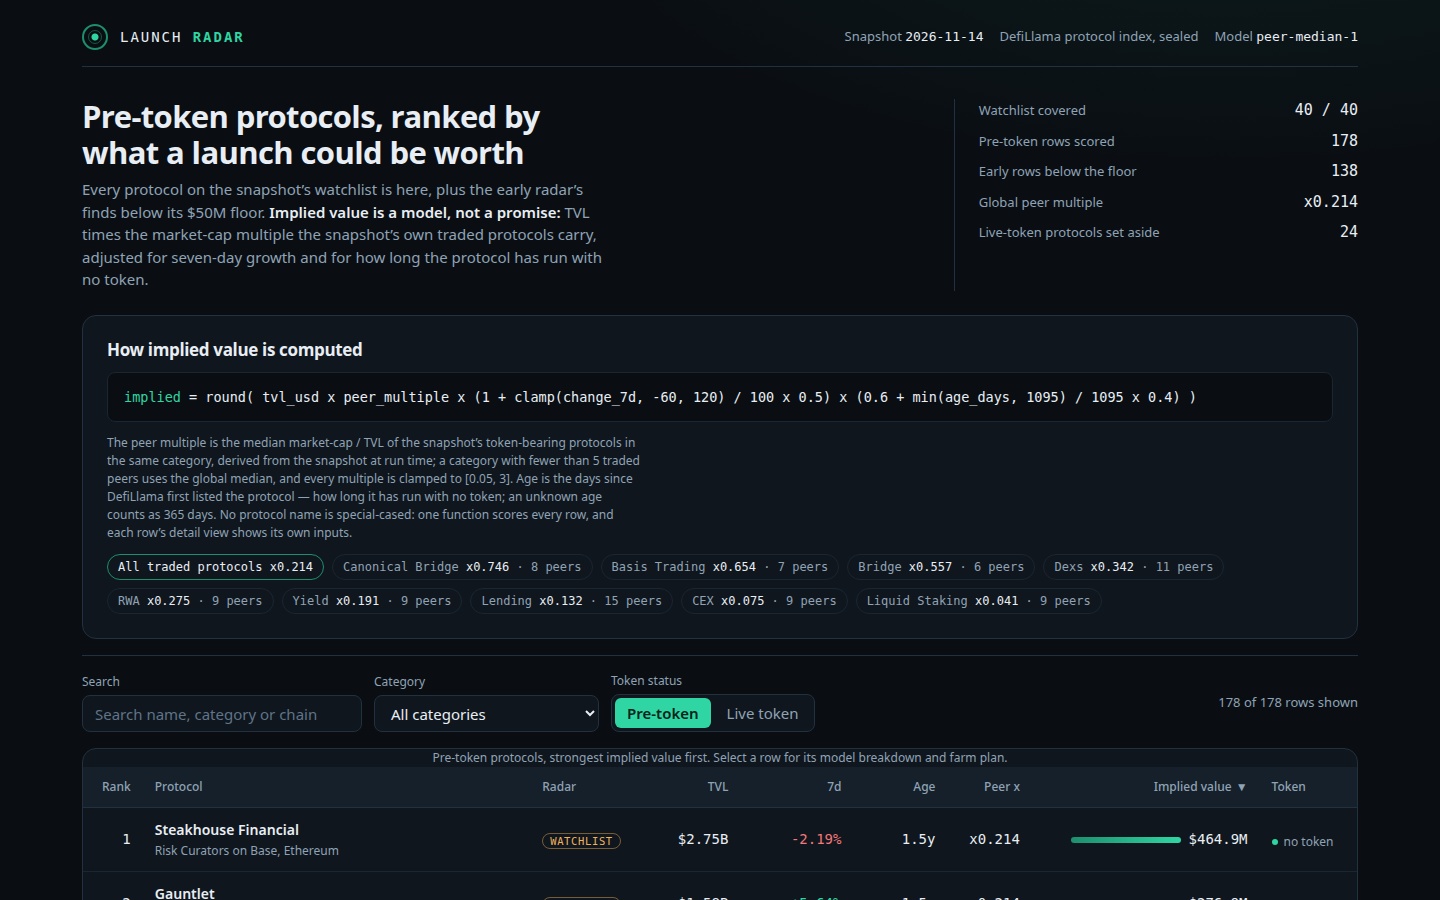 LAUNCH RADAR
Snapshot 2026-11-14 DefiLlama protocol index, sealed Model peer-median-1
Pre-token protocols, ranked by
what a launch could be worth
Every protocol on the snapshot's watchlist is here, plus the early radar's
finds below its $50M floor. Implied value is a model, not a promise: TVL
times the market-cap multiple the snapshot's own traded protocols carry,
adjusted for seven-day growth and for how long the protocol has run with
no token.
Watchlist covered 40 / 40
Pre-token rows scored 178
Early rows below the floor 138
Global peer multiple x0.214
Live-token protocols set aside 24
How implied value is computed
implied = round( tvl_usd x peer_multiple x (1 + clamp(change_7d, -60, 120) / 100 x 0.5) x (0.6 + min(age_days, 1095) / 1095 x 0.4) )
The peer multiple is the median market-cap / TVL of the snapshot's token-bearing protocols in
the same category, derived from the snapshot at run time; a category with fewer than 5 traded
peers uses the global median, and every multiple is clamped to [0.05, 3]. Age is the days since
DefiLlama first listed the protocol — how long it has run with no token; an unknown age
counts as 365 days. No protocol name is special-cased: one function scores every row, and
each row's detail view shows its own inputs.
All traded protocols x0.214 Canonical Bridge x0.746 · 8 peers Basis Trading x0.654 · 7 peers Bridge x0.557 · 6 peers Dexs x0.342 · 11 peers
RWA x0.275 · 9 peers Yield x0.191 · 9 peers Lending x0.132 · 15 peers CEX x0.075 · 9 peers Liquid Staking x0.041 · 9 peers
Search Category Token status
Search name, category or chain All categories Pre-token Live token 178 of 178 rows shown
Pre-token protocols, strongest implied value first. Select a row for its model breakdown and farm plan.
Rank Protocol Radar TVL 7d Age Peer x Implied value ▼ Token
1 Steakhouse Financial WATCHLIST $2.75B -2.19% 1.5y x0.214 $464.9M no token
Risk Curators on Base, Ethereum
Gauntlet